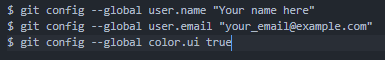 $ git config --global user.name "Your name here"
$ git config --global user.email "your_email@example.com"
$ git config --global color.ui true